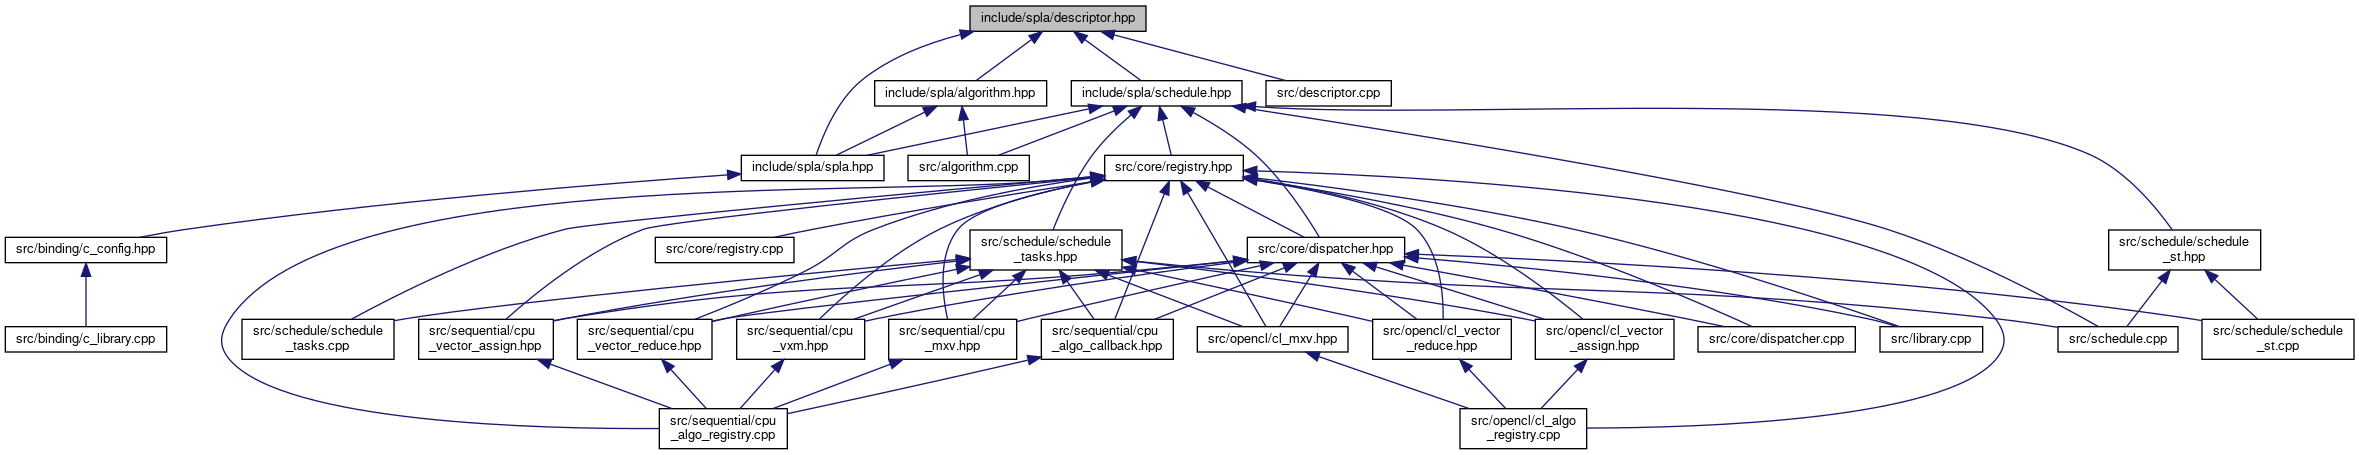 include/spla/descriptor.hpp
include/spla/algorithm.hpp
include/spla/schedule.hpp
src/descriptor.cpp
include/spla/spla.hpp
src/algorithm.cpp
src/core/registry.hpp
src/binding/c_config.hpp
src/core/registry.cpp
src/schedule/schedule
_tasks.hpp
src/core/dispatcher.hpp
src/schedule/schedule
_st.hpp
src/binding/c_library.cpp
src/schedule/schedule
_tasks.cpp
src/sequential/cpu
_vector_assign.hpp
src/sequential/cpu
_vector_reduce.hpp
src/sequential/cpu
_vxm.hpp
src/sequential/cpu
_mxv.hpp
src/sequential/cpu
_algo_callback.hpp
src/opencl/cl_mxv.hpp
src/opencl/cl_vector
_reduce.hpp
src/opencl/cl_vector
_assign.hpp
src/core/dispatcher.cpp
src/library.cpp
src/schedule.cpp
src/schedule/schedule
_st.cpp
src/sequential/cpu
_algo_registry.cpp
src/opencl/cl_algo
_registry.cpp